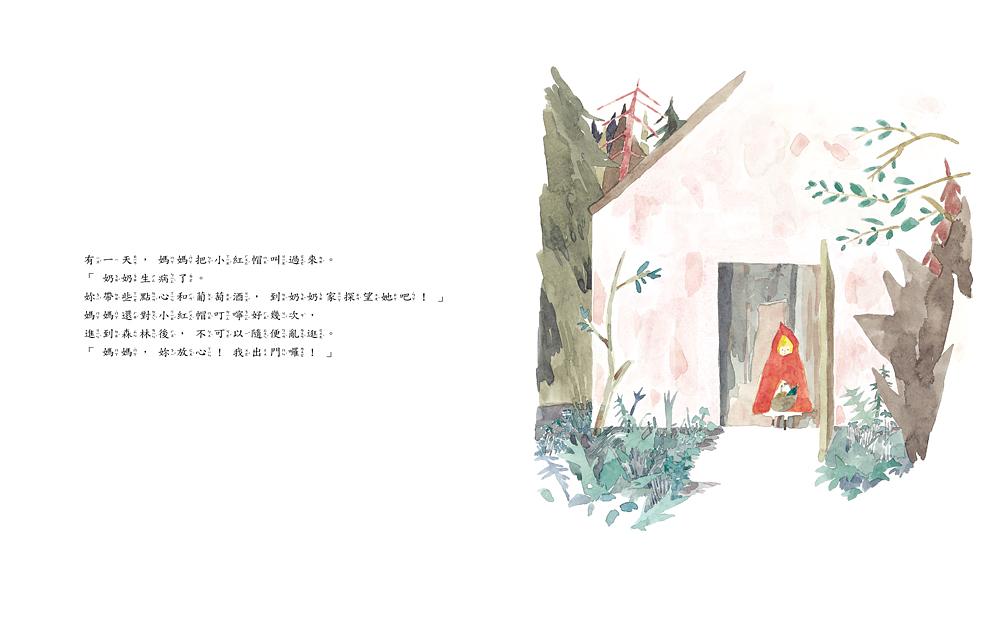 有一天，媽媽把小紅帽叫過來。
「奶奶生病了。
妳帶些點心和葡萄酒，到奶奶家探望她吧！」
媽媽還對小紅帽叮嚀好幾次，
進到森林後，不可以隨便亂逛。
「媽媽，妳放心！我出門囉！」